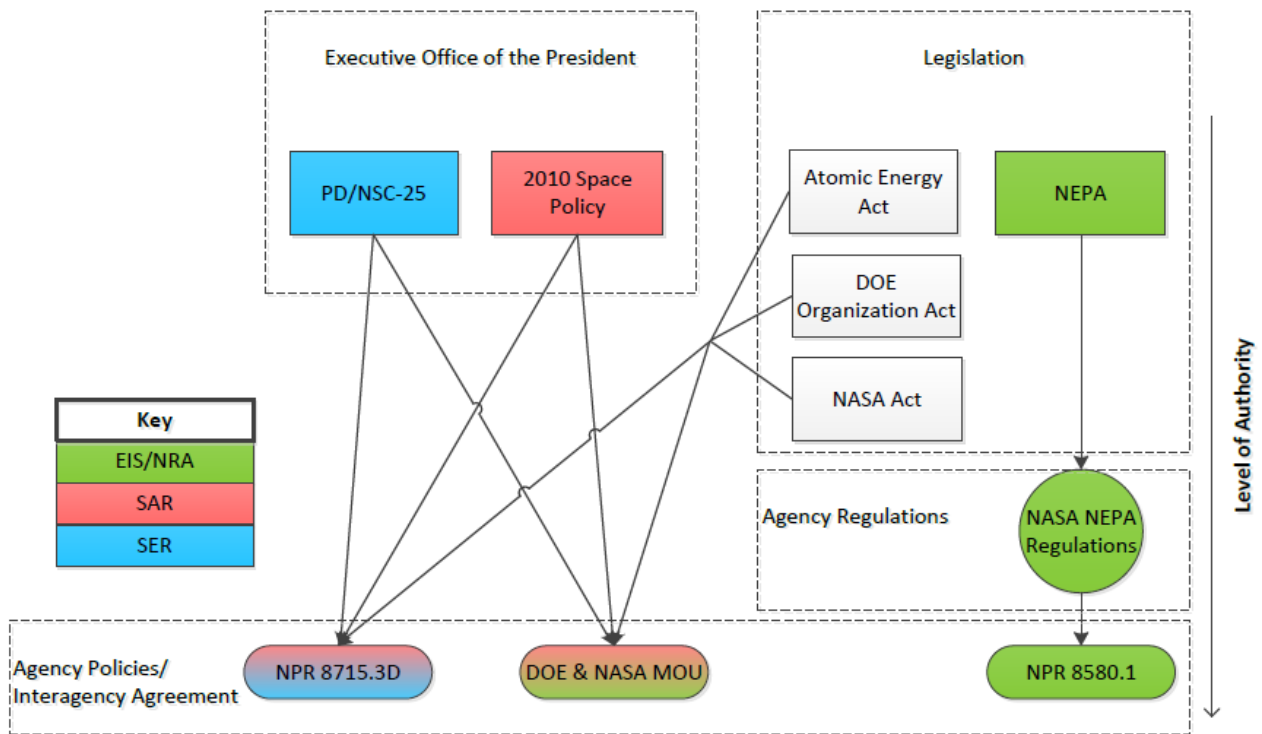 Executive Office of the President
Legislation
PD/NSC-25
2010 Space
Policy
Atomic Energy
Act
NEPA
DOE
Organization Act
NASA Act
Level of Authority
Key
EIS/NRA
SAR
SER
Agency Regulations
NASA NEPA
Regulations
Agency Policies/
Interagency Agreement
NPR 8715.3D
DOE & NASA MOU
NPR 8580.1